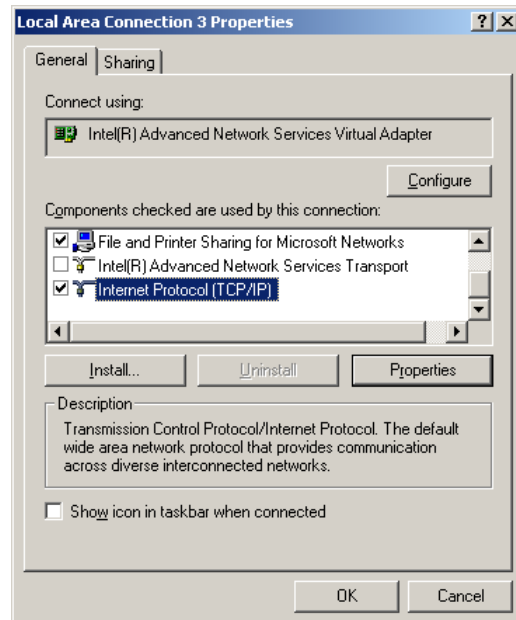 Local Area Connection 3 Properties
General Sharing
Connect using:
Intel(R) Advanced Network Services Virtual Adapter
Configure
Components checked are used by this connection:
File and Printer Sharing for Microsoft Networks
Intel(R) Advanced Network Services Transport
Internet Protocol (TCP/IP)
Install... Uninstall Properties
Description
Transmission Control Protocol/Internet Protocol. The default
wide area network protocol that provides communication
across diverse interconnected networks.
Show icon in taskbar when connected
OK Cancel